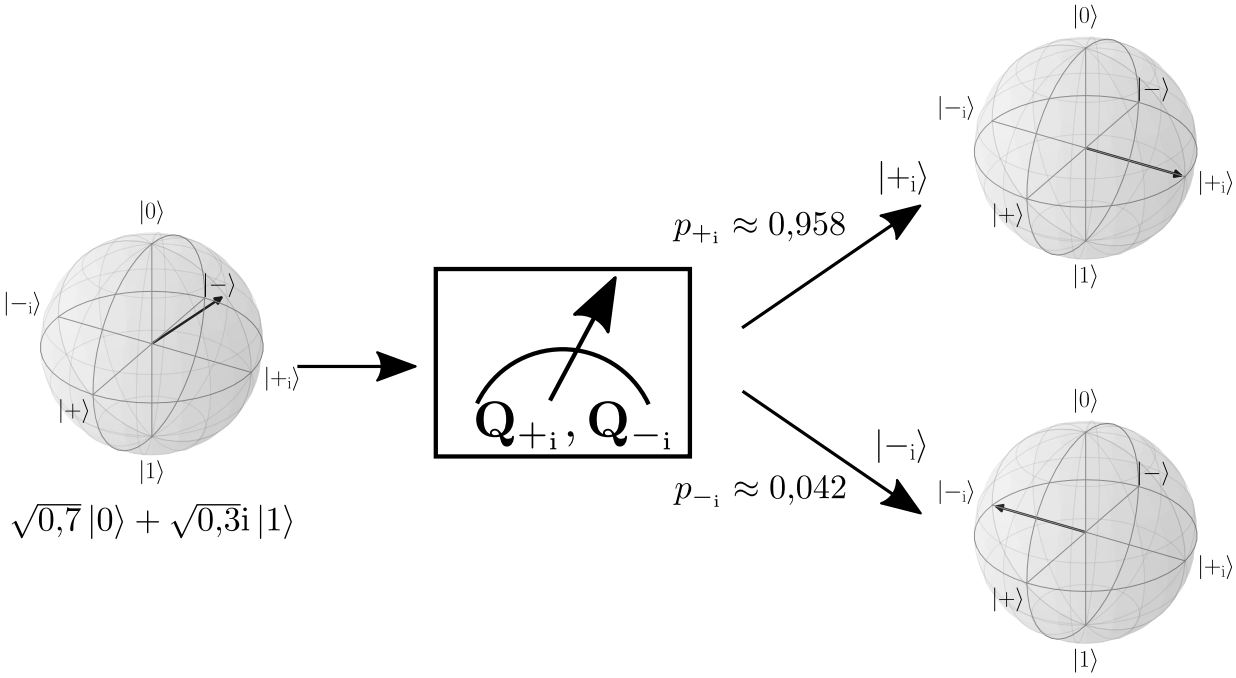 |0⟩
|−ᵢ⟩
|−⟩
|+ᵢ⟩
|+⟩
|1⟩
√0,7 |0⟩ + √0,3i |1⟩
Q₊ᵢ, Q₋ᵢ
|+ᵢ⟩
p₊ᵢ ≈ 0,958
|−ᵢ⟩
p₋ᵢ ≈ 0,042
|0⟩
|−⟩
|−ᵢ⟩
|+ᵢ⟩
|+⟩
|1⟩
|0⟩
|−⟩
|−ᵢ⟩
|+ᵢ⟩
|+⟩
|1⟩